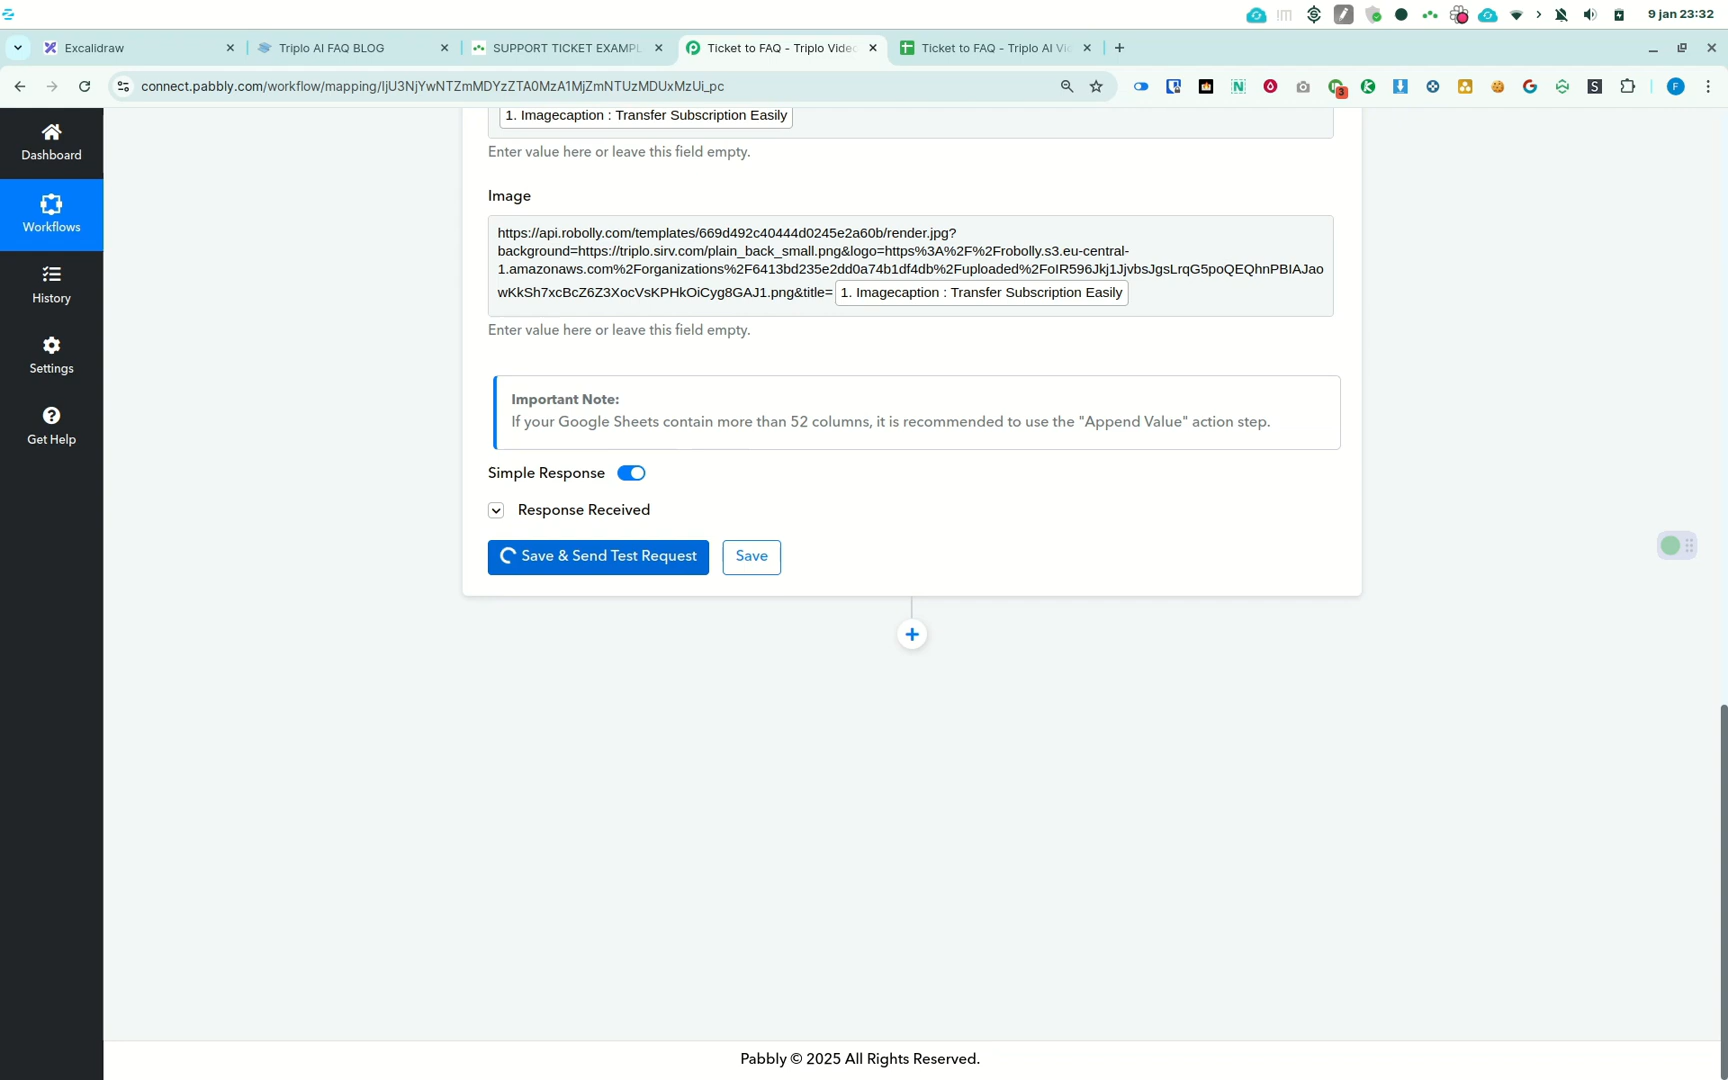 9 jan 23:32
Excalidraw
Triplo AI FAQ BLOG
SUPPORT TICKET EXAMPL
Ticket to FAQ - Triplo Video
Ticket to FAQ - Triplo AI Vi
connect.pabbly.com/workflow/mapping/IjU3NjYwNTZmMDYzZTA0MzA1MjZmNTUzMDUxMzUi_pc
Dashboard
Workflows
History
Settings
Get Help
1. Imagecaption : Transfer Subscription Easily
Enter value here or leave this field empty.
Image
https://api.robolly.com/templates/669d492c40444d0245e2a60b/render.jpg?
background=https://triplo.sirv.com/plain_back_small.png&logo=https%3A%2F%2Frobolly.s3.eu-central-
1.amazonaws.com%2Forganizations%2F6413bd235e2dd0a74b1df4db%2Fuploaded%2FoIR596Jkj1JjvbsJgsLrqG5poQEQhnPBIAJao
wKkSh7xcBcZ6Z3XocVsKPHkOiCyg8GAJ1.png&title= 1. Imagecaption : Transfer Subscription Easily
Enter value here or leave this field empty.
Important Note:
If your Google Sheets contain more than 52 columns, it is recommended to use the "Append Value" action step.
Simple Response
Response Received
Save & Send Test Request
Save
Pabbly © 2025 All Rights Reserved.